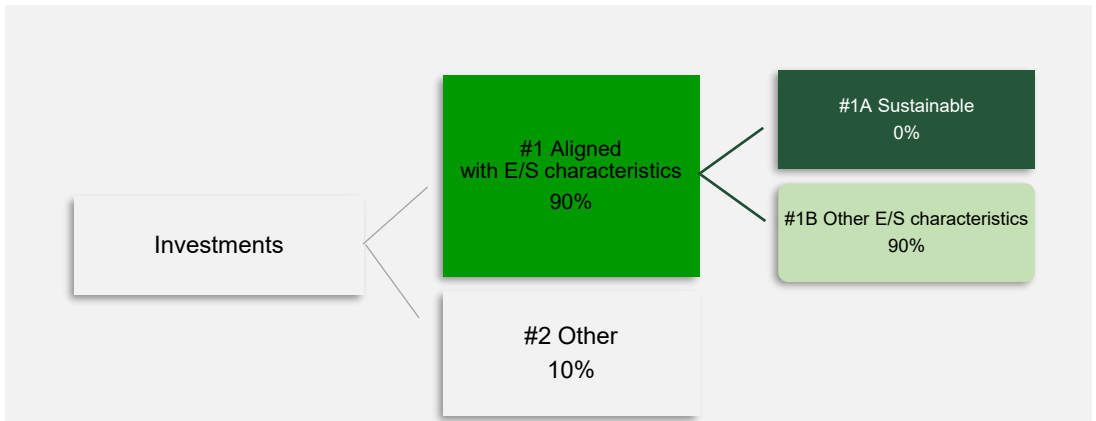 Investments
#1 Aligned
with E/S characteristics
90%
#2 Other
10%
#1A Sustainable
0%
#1B Other E/S characteristics
90%